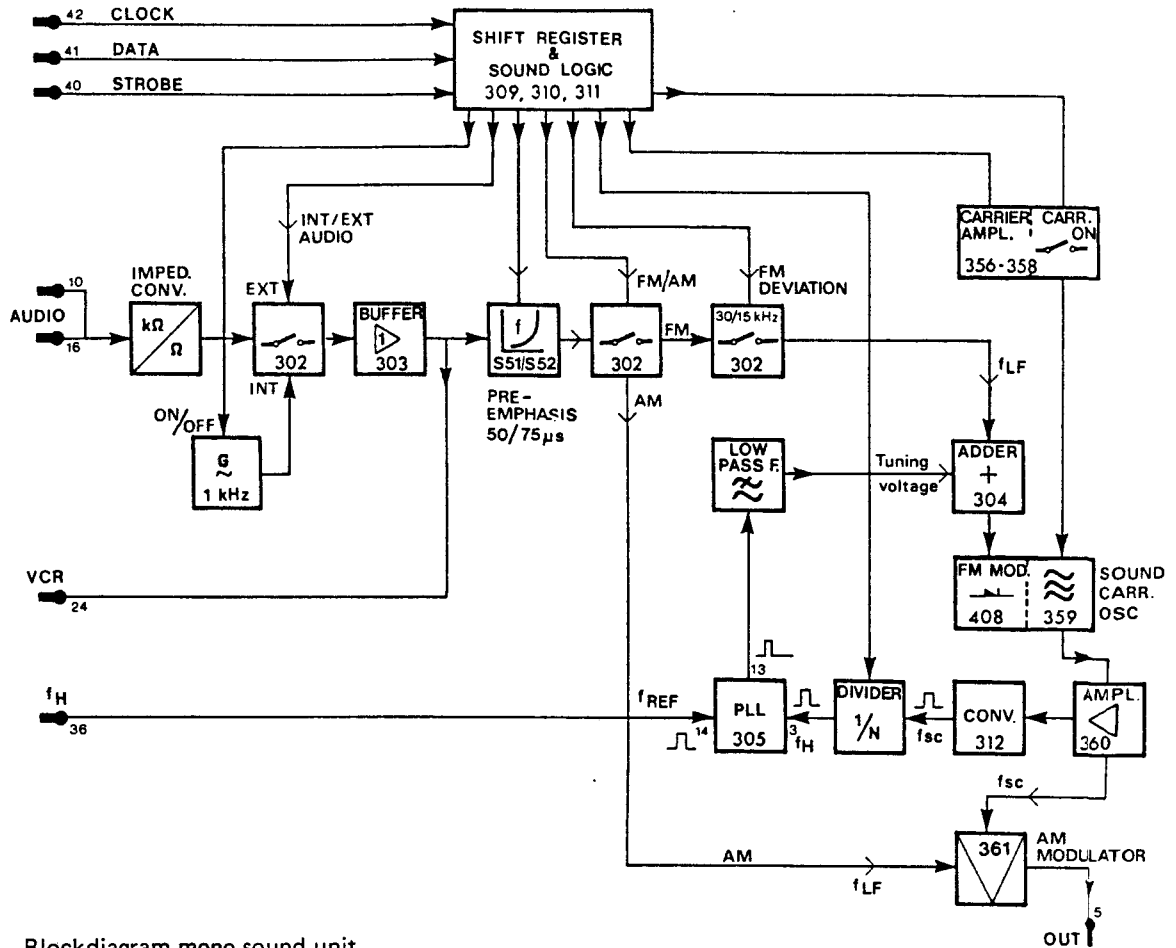 42 CLOCK
41 DATA
40 STROBE
SHIFT REGISTER
&
SOUND LOGIC
309, 310, 311
CARRIER
AMPL.
CARR.
ON
356-358
INT/EXT
AUDIO
10
AUDIO
16
IMPED.
CONV.
kΩ
Ω
EXT
302
INT
BUFFER
1
303
f
S51/S52
PRE-
EMPHASIS
50/75µs
FM/AM
302
FM
AM
FM
DEVIATION
30/15 kHz
302
fLF
ON/OFF
G
~
1 kHz
LOW
PASS F.
Tuning
voltage
ADDER
+
304
VCR
24
FM MOD.
408
359
SOUND
CARR.
OSC
fH
36
fREF
14
13
PLL
305
3
fH
DIVIDER
1/N
fsc
CONV.
312
AMPL.
360
fsc
AM
fLF
361
AM
MODULATOR
5
OUT
Blockdiagram mono sound unit